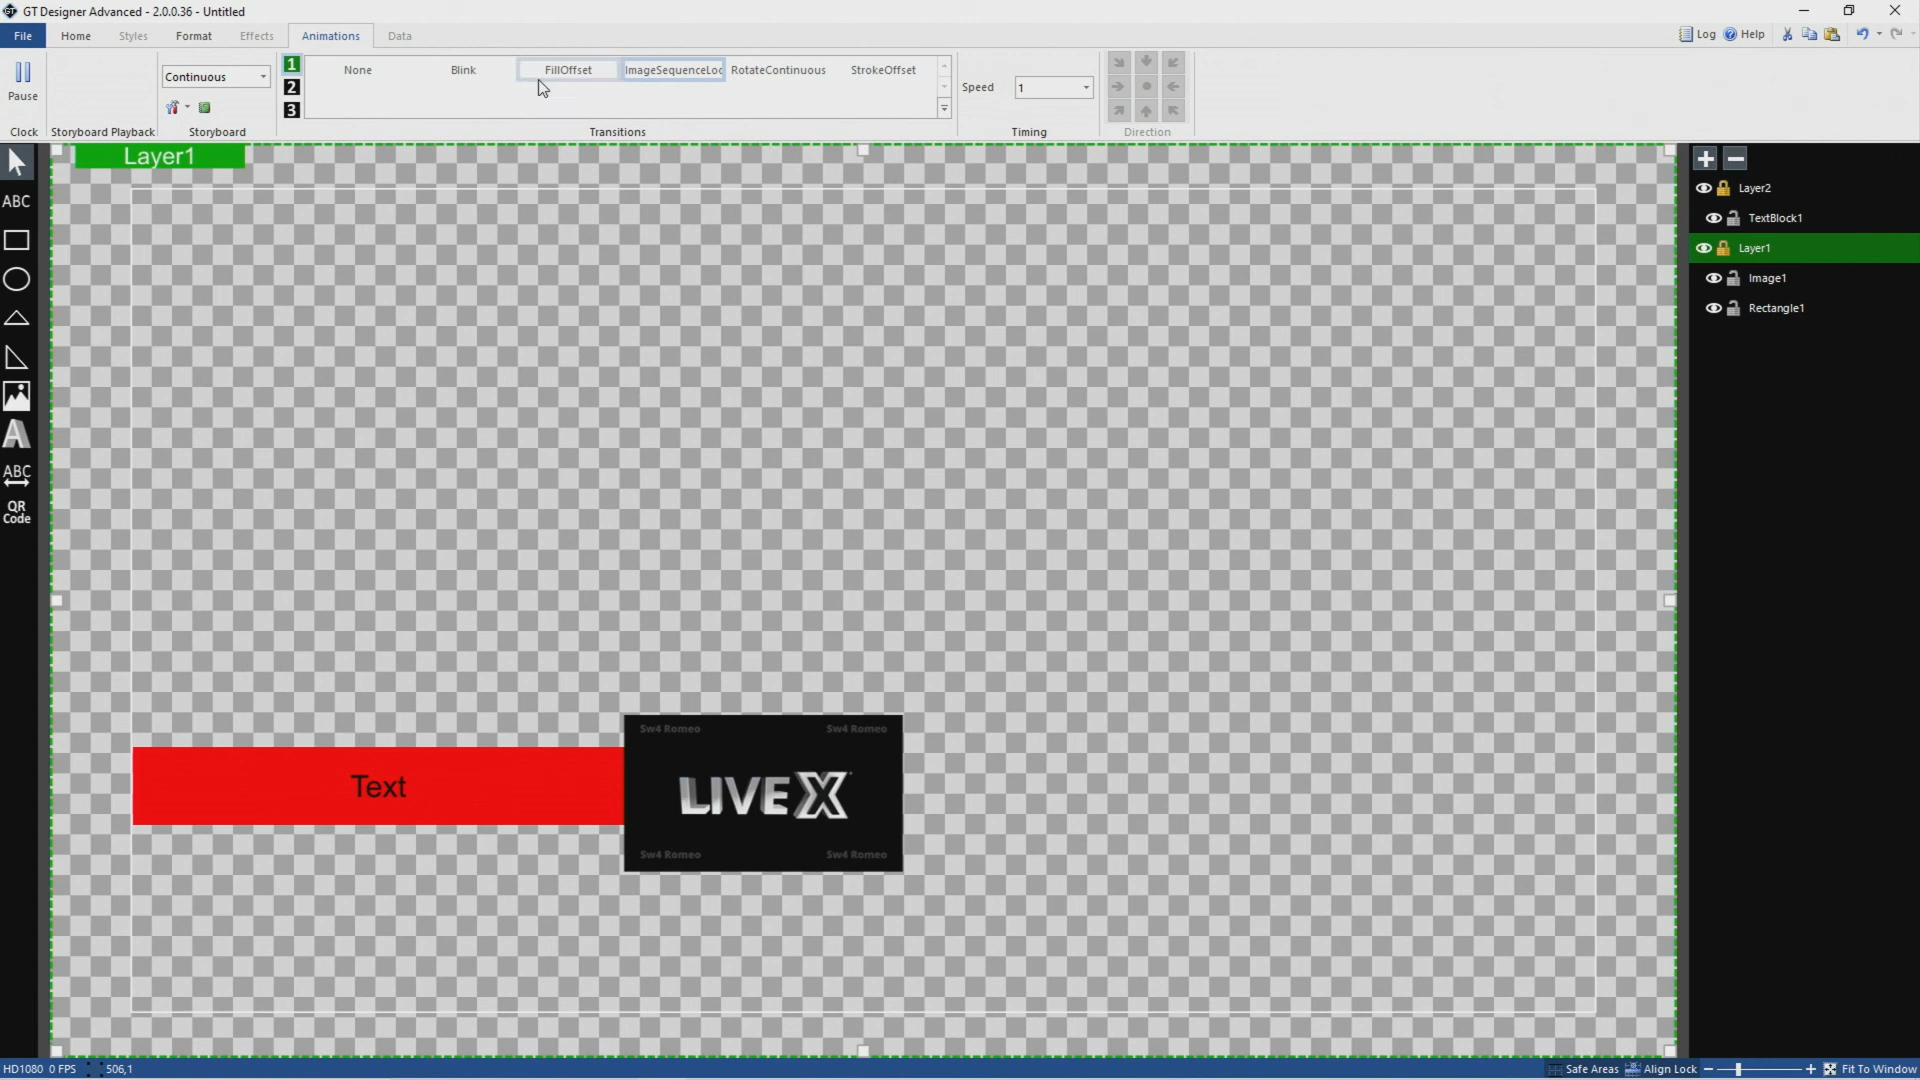 GT Designer Advanced - 2.0.0.36 - Untitled
File Home Styles Format Effects Animations Data
Log Help
Pause
Continuous
1
2
3
None Blink FillOffset ImageSequenceLoc RotateContinuous StrokeOffset
Speed 1
Clock Storyboard Playback Storyboard Transitions Timing Direction
Layer1
ABC
ABC
QR
Code
Layer2
TextBlock1
Layer1
Image1
Rectangle1
Text
Sw4 Romeo Sw4 Romeo
LIVEX
Sw4 Romeo Sw4 Romeo
HD1080 0 FPS 506,1
Safe Areas Align Lock Fit To Window